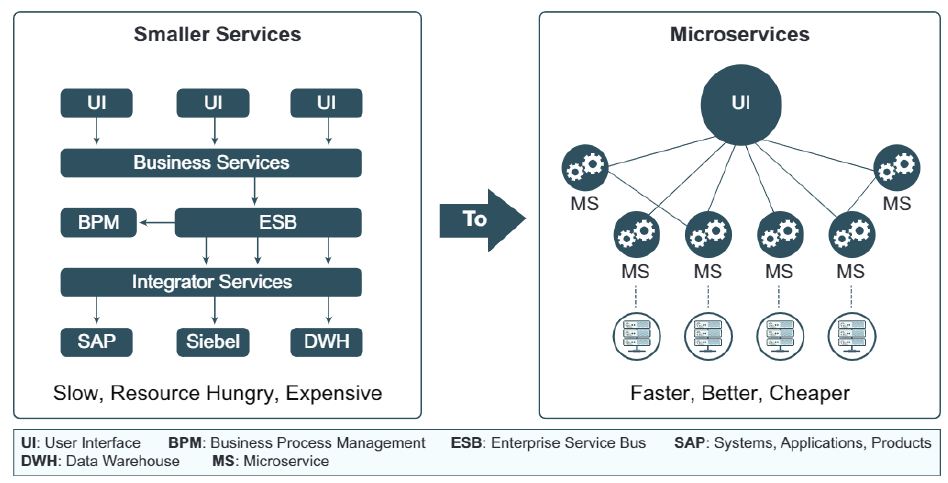 Smaller Services
UI UI UI
Business Services
BPM ESB
Integrator Services
SAP Siebel DWH
Slow, Resource Hungry, Expensive
To
Microservices
UI
MS MS
MS MS MS MS
Faster, Better, Cheaper
UI: User Interface BPM: Business Process Management ESB: Enterprise Service Bus SAP: Systems, Applications, Products
DWH: Data Warehouse MS: Microservice